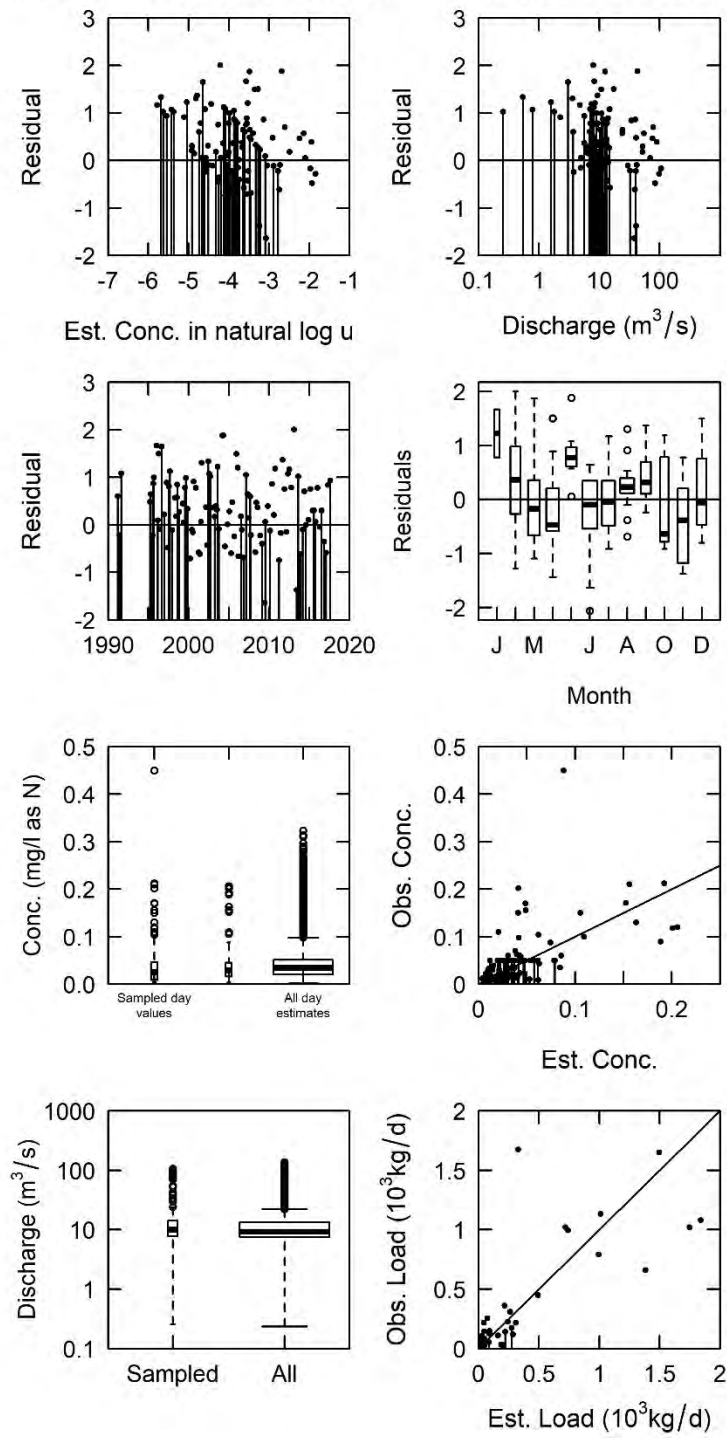 3
2
1
0
-1
-2
Residual
-7 -6 -5 -4 -3 -2 -1
Est. Conc. in natural log u
3
2
1
0
-1
-2
Residual
0.1 1 10 100
Discharge (m³/s)
3
2
1
0
-1
-2
Residual
1990 2000 2010 2020
2
1
0
-1
-2
Residuals
J M M J A O D
Month
0.5
0.4
0.3
0.2
0.1
0.0
Conc. (mg/l as N)
Sampled day values
All day estimates
0.5
0.4
0.3
0.2
0.1
0.0
Obs. Conc.
0 0.1 0.2
Est. Conc.
1000
100
10
1
0.1
Discharge (m³/s)
Sampled All
2
1.5
1
0.5
0
Obs. Load (10³kg/d)
0 0.5 1 1.5 2
Est. Load (10³kg/d)